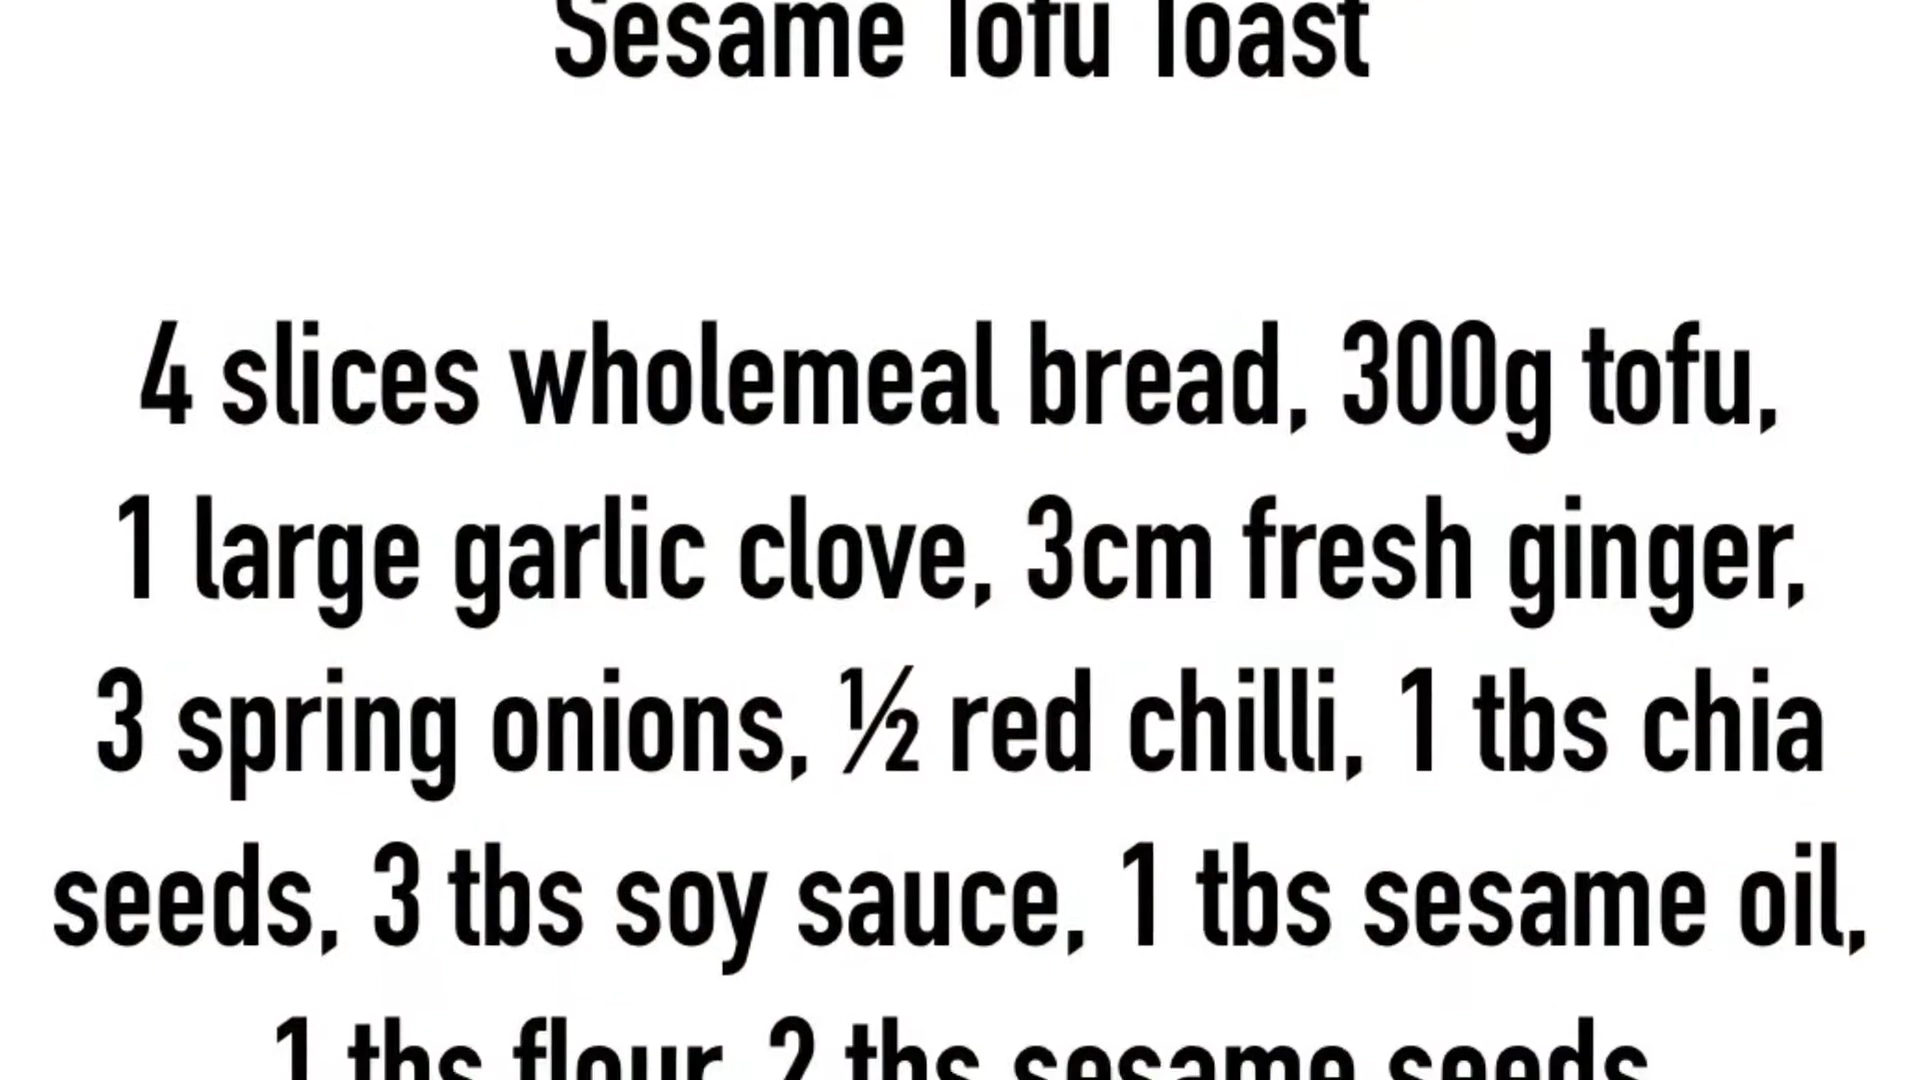 Sesame Tofu Toast
4 slices wholemeal bread, 300g tofu,
1 large garlic clove, 3cm fresh ginger,
3 spring onions, ½ red chilli, 1 tbs chia
seeds, 3 tbs soy sauce, 1 tbs sesame oil,
1 tbs flour, 2 tbs sesame seeds